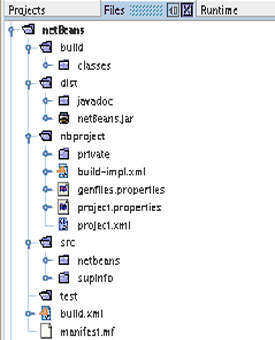 Projects Files Runtime
netBeans
build
classes
dist
javadoc
netBeans.jar
nbproject
private
build-impl.xml
genfiles.properties
project.properties
project.xml
src
netbeans
supinfo
test
build.xml
manifest.mf